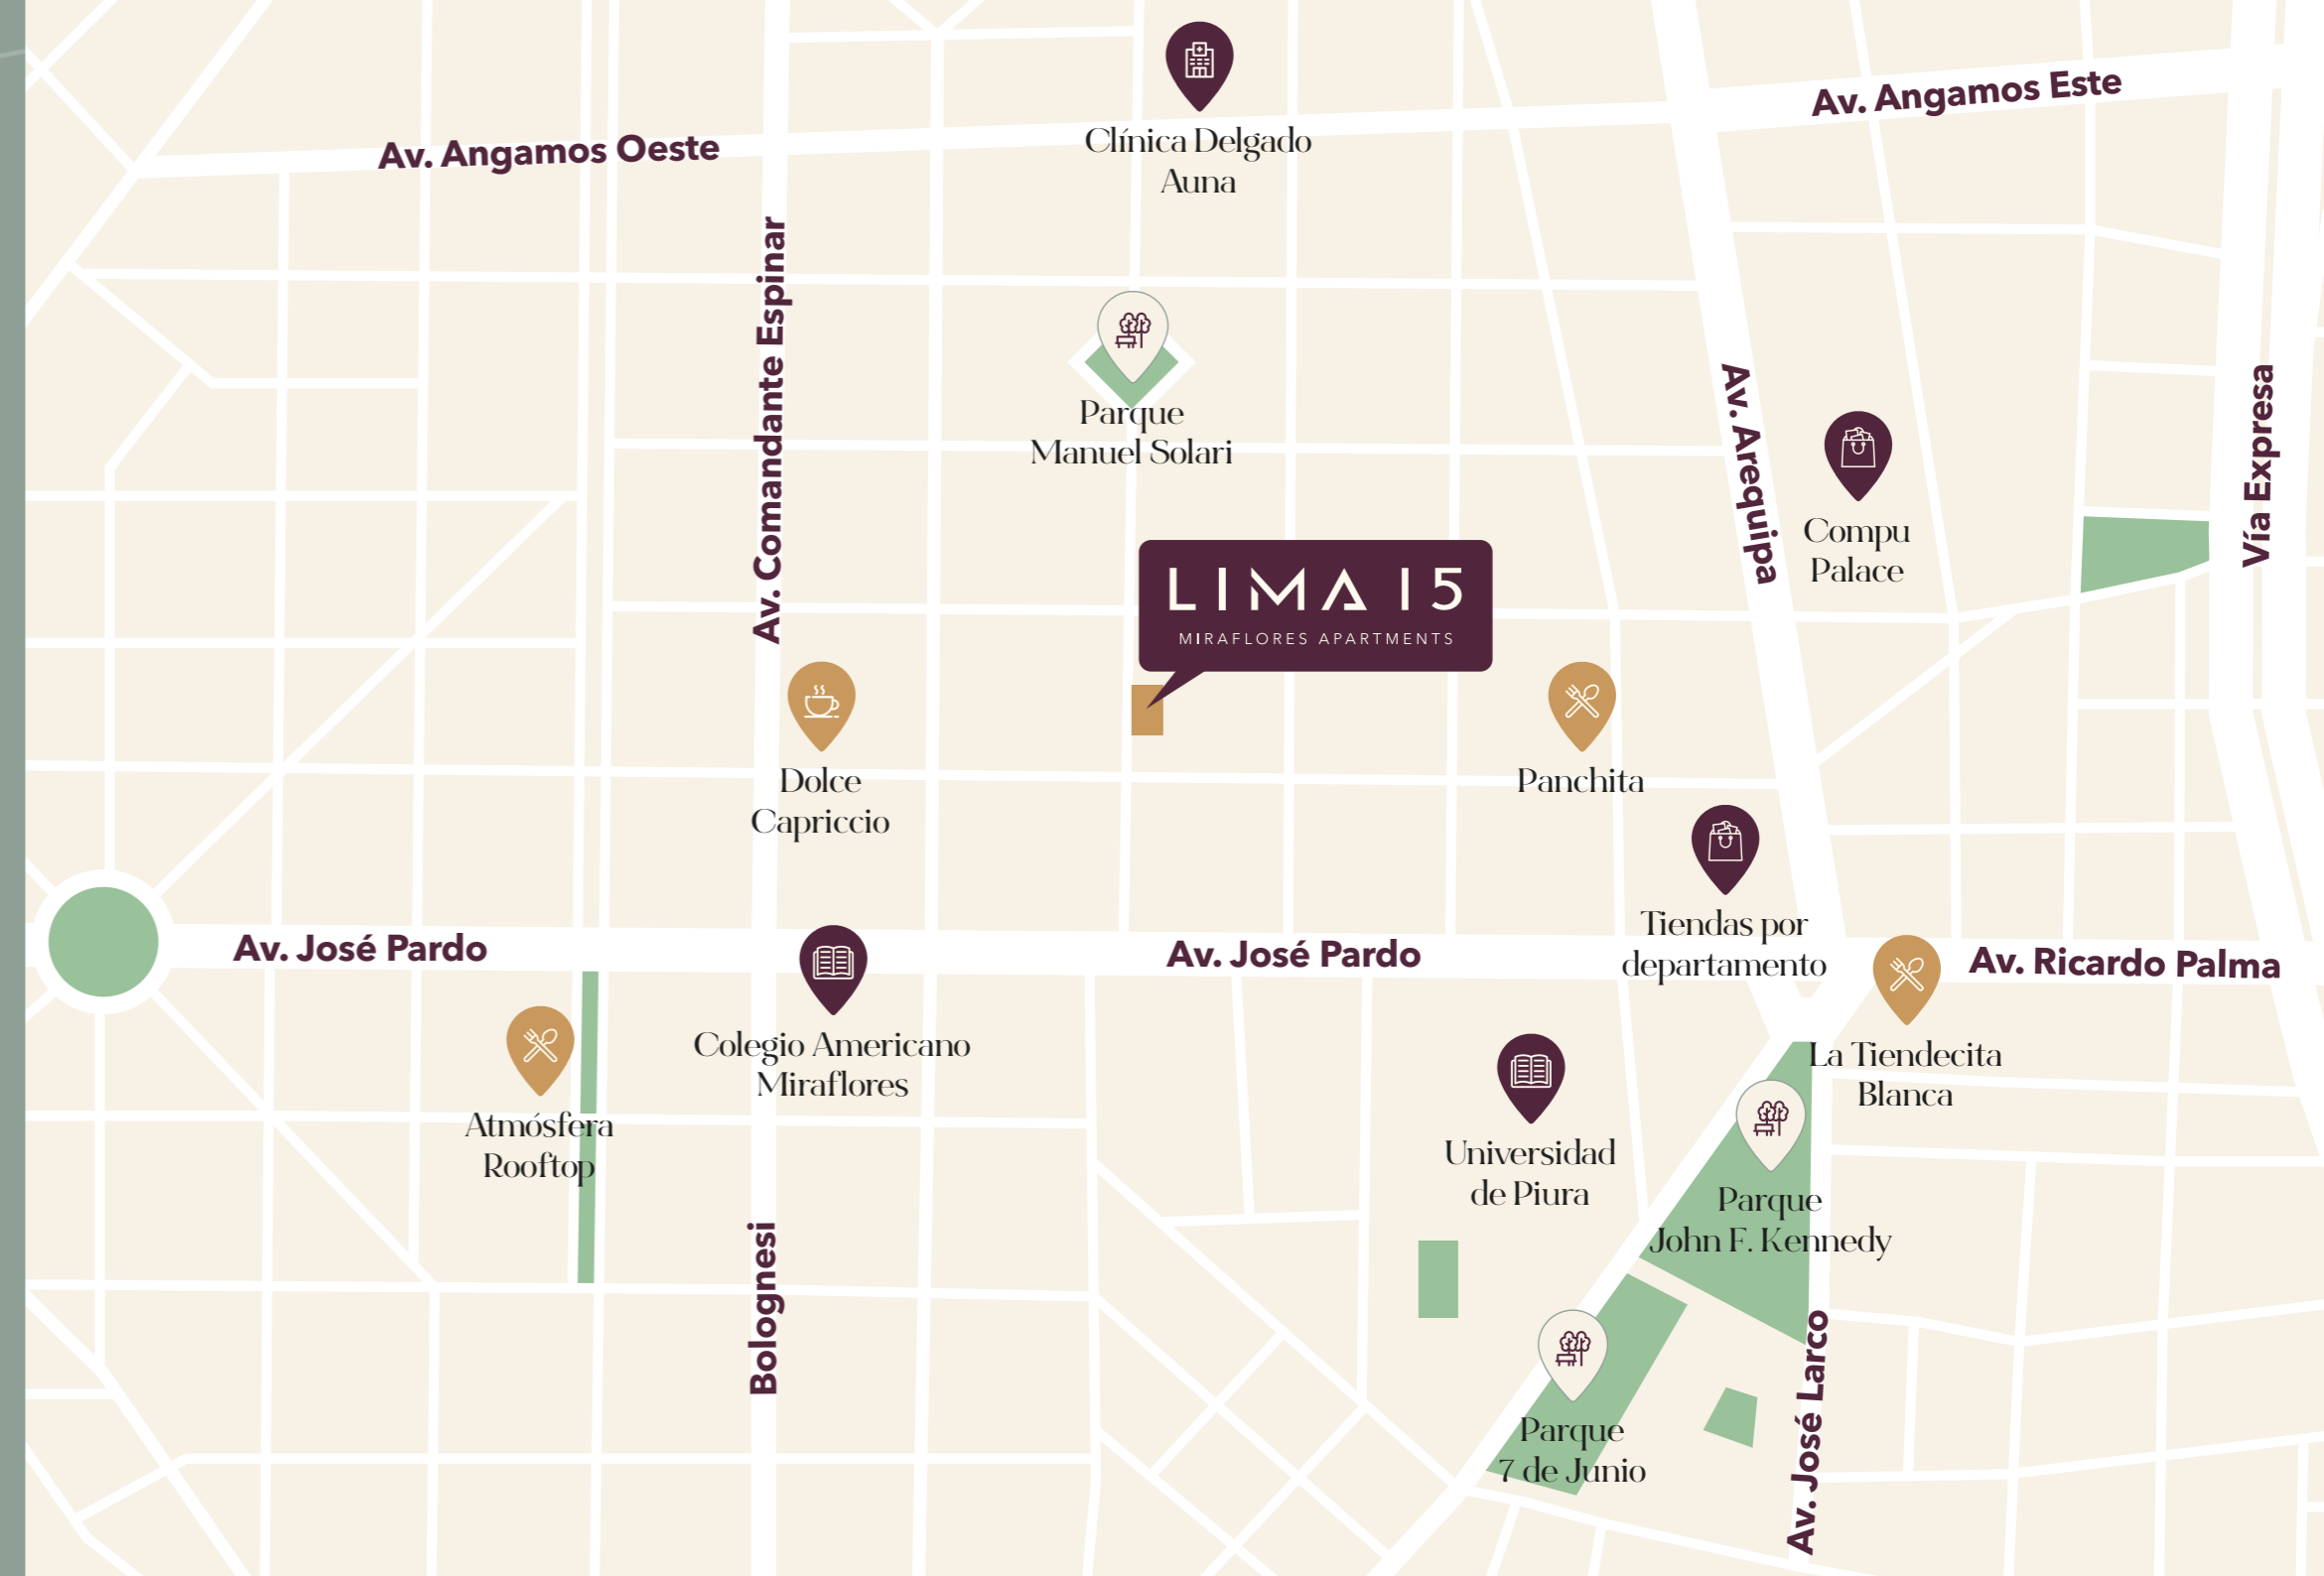 Av. Angamos Este
Clínica Delgado
Auna
Av. Angamos Oeste
Av. Comandante Espinar
Parque
Manuel Solari
Av. Arequipa
Vía Expresa
Compu
Palace
LIMA 15
MIRAFLORES APARTMENTS
Dolce
Capriccio
Panchita
Tiendas por
departamento
Av. José Pardo
Av. José Pardo
Av. Ricardo Palma
Colegio Americano
Miraflores
La Tiendecita
Blanca
Atmósfera
Rooftop
Universidad
de Piura
Parque
John F. Kennedy
Bolognesi
Av. José Larco
Parque
7 de Junio